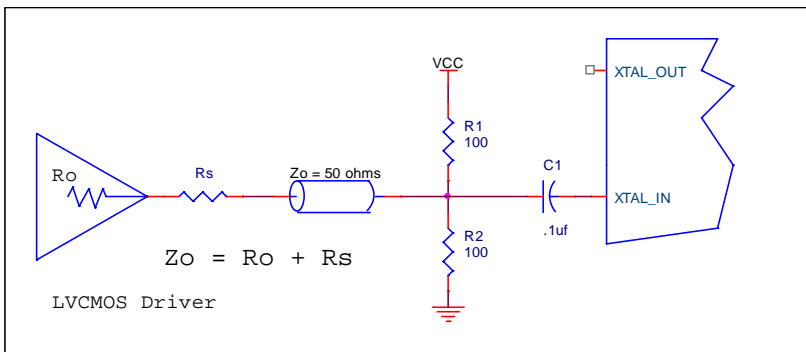 VCC
XTAL_OUT
R1
100
Ro
Rs
Zo = 50 ohms
C1
XTAL_IN
.1uf
R2
100
Zo = Ro + Rs
LVCMOS Driver